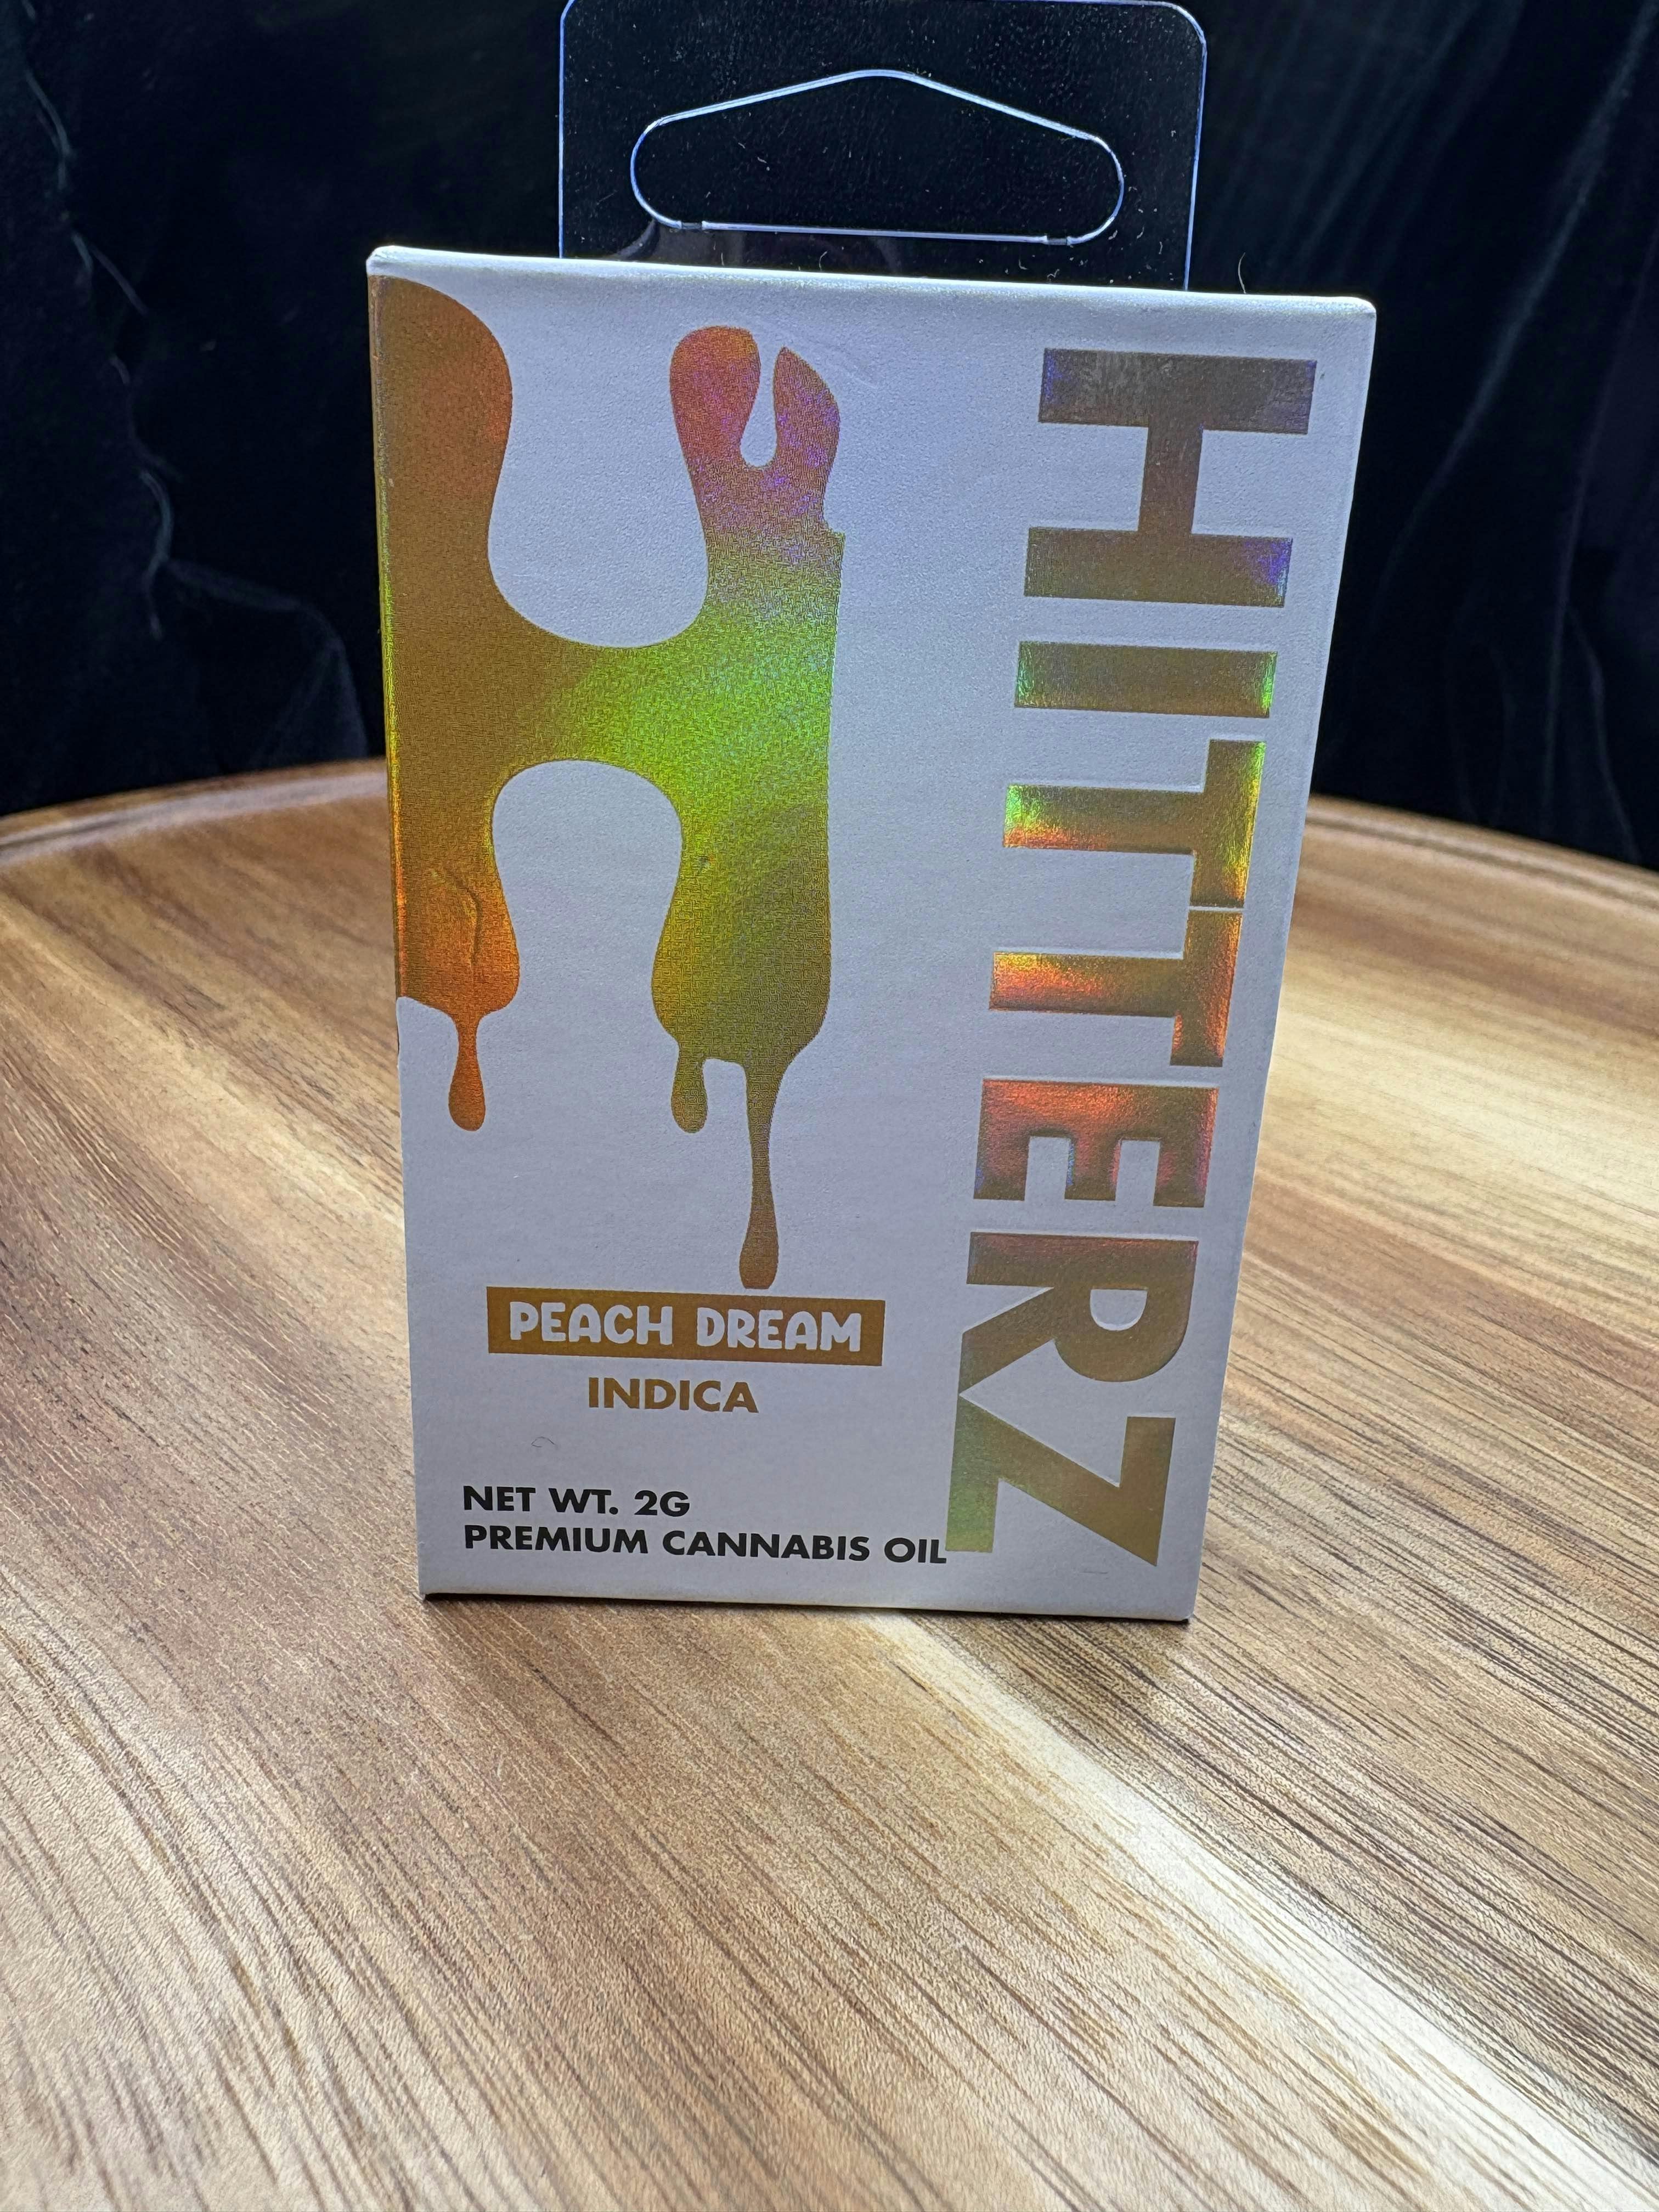 HITTERZ
PEACH DREAM
INDICA
NET WT. 2G
PREMIUM CANNABIS OIL